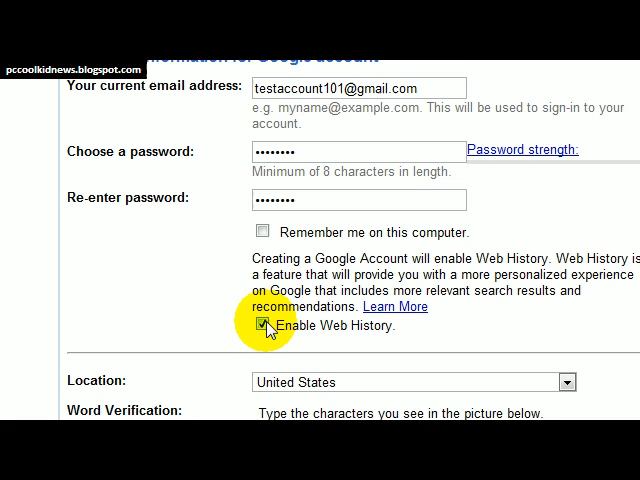 information for Google account
pccoolkidnews.blogspot.com
Your current email address: testaccount101@gmail.com
e.g. myname@example.com. This will be used to sign-in to your
account.
Choose a password: •••••••• Password strength:
Minimum of 8 characters in length.
Re-enter password: ••••••••
Remember me on this computer.
Creating a Google Account will enable Web History. Web History is
a feature that will provide you with a more personalized experience
on Google that includes more relevant search results and
recommendations. Learn More
Enable Web History.
Location: United States
Word Verification: Type the characters you see in the picture below.